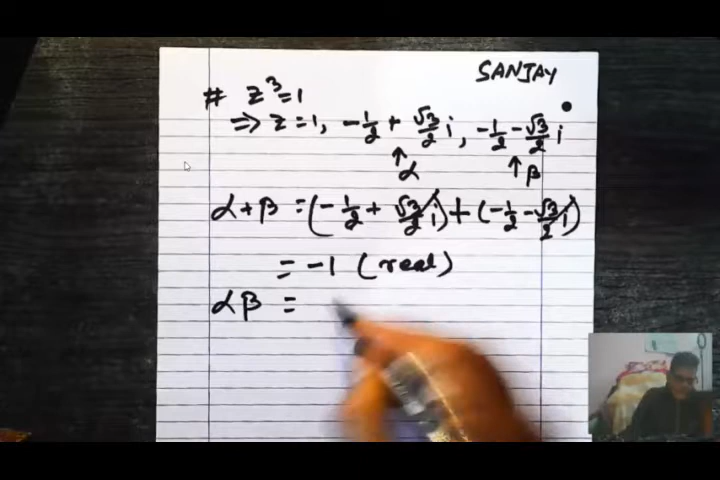 SANJAY
# z³=1
⇒ z = 1, -1/2 + √3/2 i, -1/2 - √3/2 i
↑α ↑β
α+β = (-1/2 + √3/2 i) + (-1/2 - √3/2 i)
= -1 (real)
αβ =